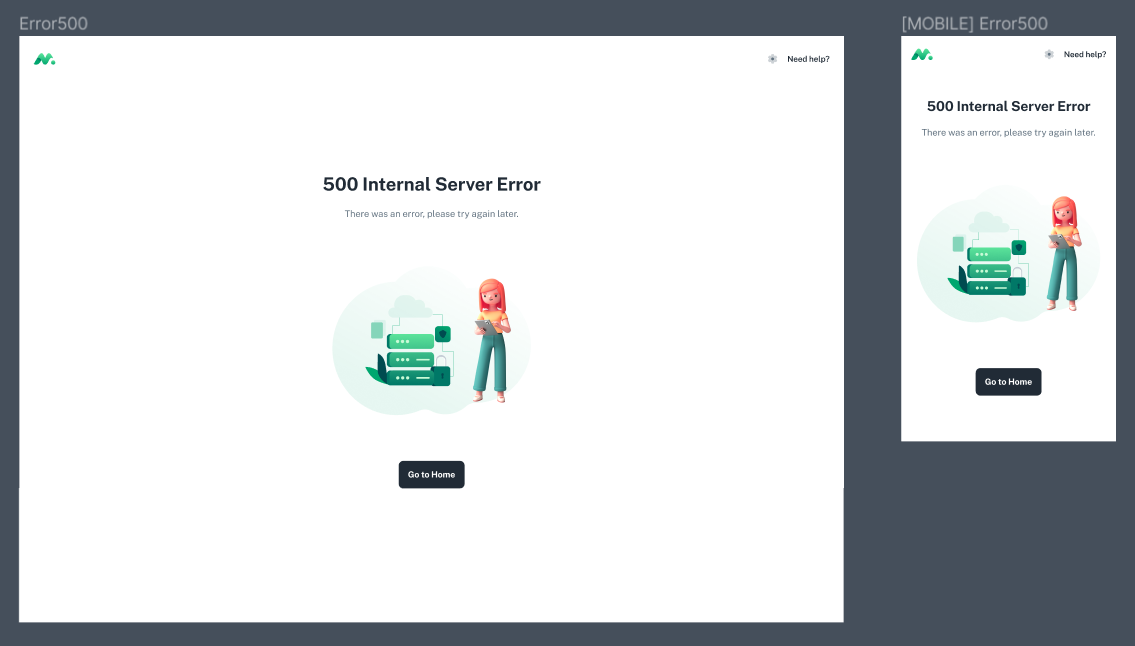 Error500
Need help?
500 Internal Server Error
There was an error, please try again later.
Go to Home
[MOBILE] Error500
Need help?
500 Internal Server Error
There was an error, please try again later.
Go to Home